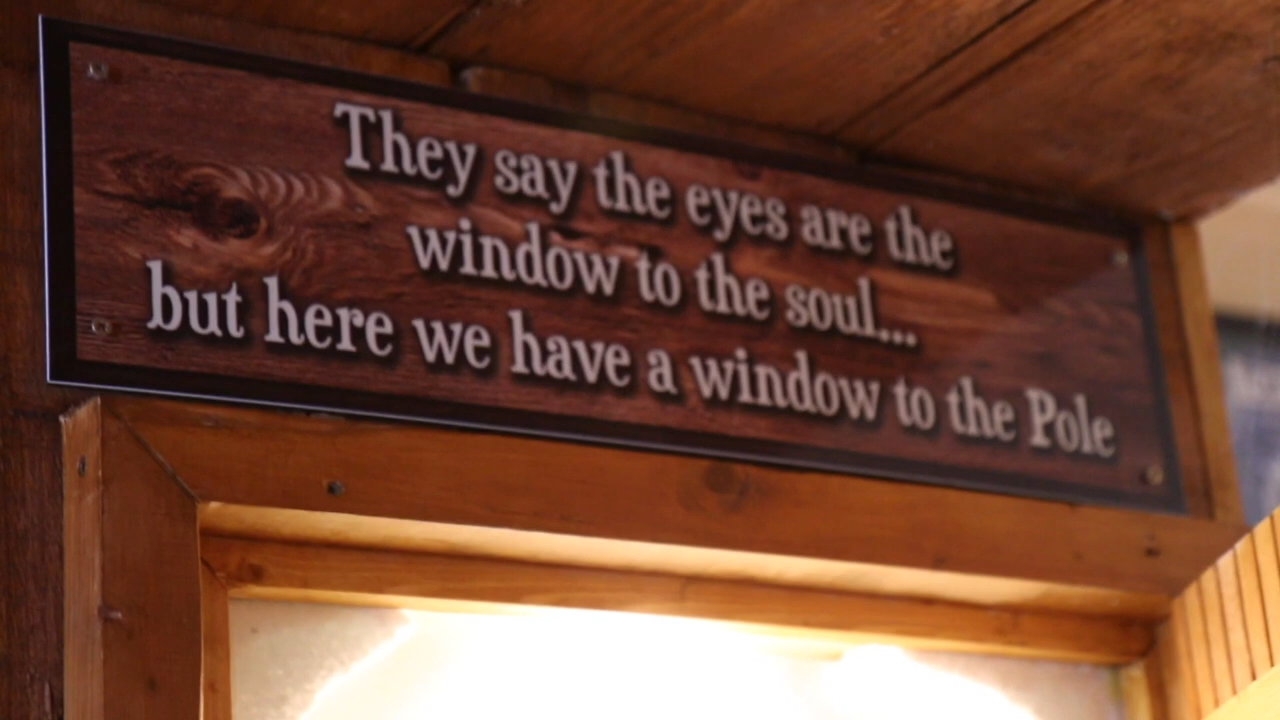 They say the eyes are the
window to the soul...
but here we have a window to the Pole